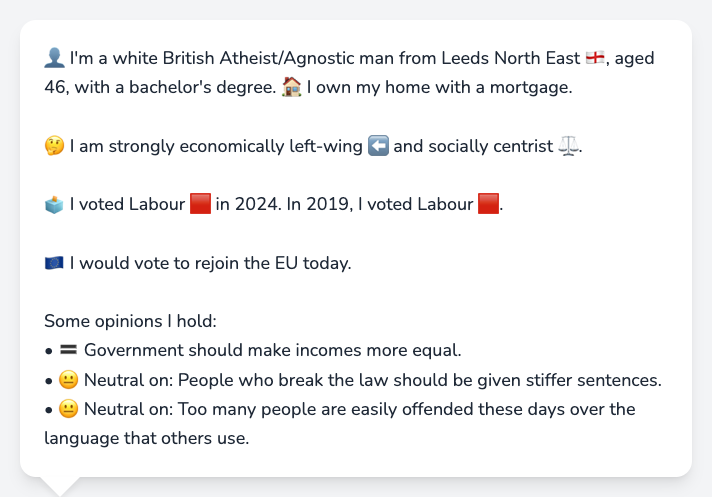 👤 I'm a white British Atheist/Agnostic man from Leeds North East 🏴󠁧󠁢󠁥󠁮󠁧󠁿, aged
46, with a bachelor's degree. 🏠 I own my home with a mortgage.
🤔 I am strongly economically left-wing ⬅️ and socially centrist ⚖️.
🗳️ I voted Labour 🟥 in 2024. In 2019, I voted Labour 🟥.
🇪🇺 I would vote to rejoin the EU today.
Some opinions I hold:
• 🟰 Government should make incomes more equal.
• 😐 Neutral on: People who break the law should be given stiffer sentences.
• 😐 Neutral on: Too many people are easily offended these days over the
language that others use.